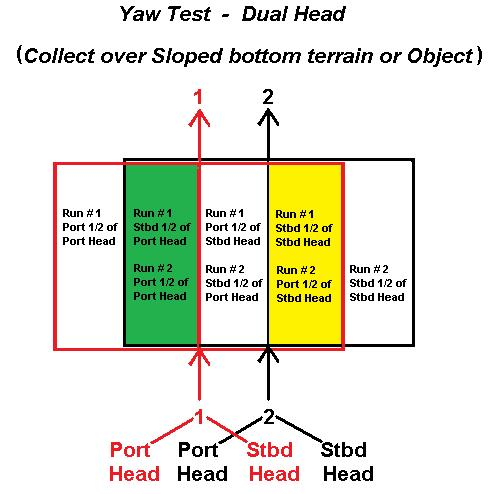 Yaw Test - Dual Head
(Collect over Sloped bottom terrain or Object)
1
2
Run # 1
Port 1/2 of
Port Head
Run # 1
Stbd 1/2 of
Port Head
Run # 2
Port 1/2 of
Port Head
Run # 1
Port 1/2 of
Stbd Head
Run # 2
Stbd 1/2 of
Port Head
Run # 1
Stbd 1/2 of
Stbd Head
Run # 2
Port 1/2 of
Stbd Head
Run # 2
Stbd 1/2 of
Stbd Head
1
2
Port
Head
Port
Head
Stbd
Head
Stbd
Head